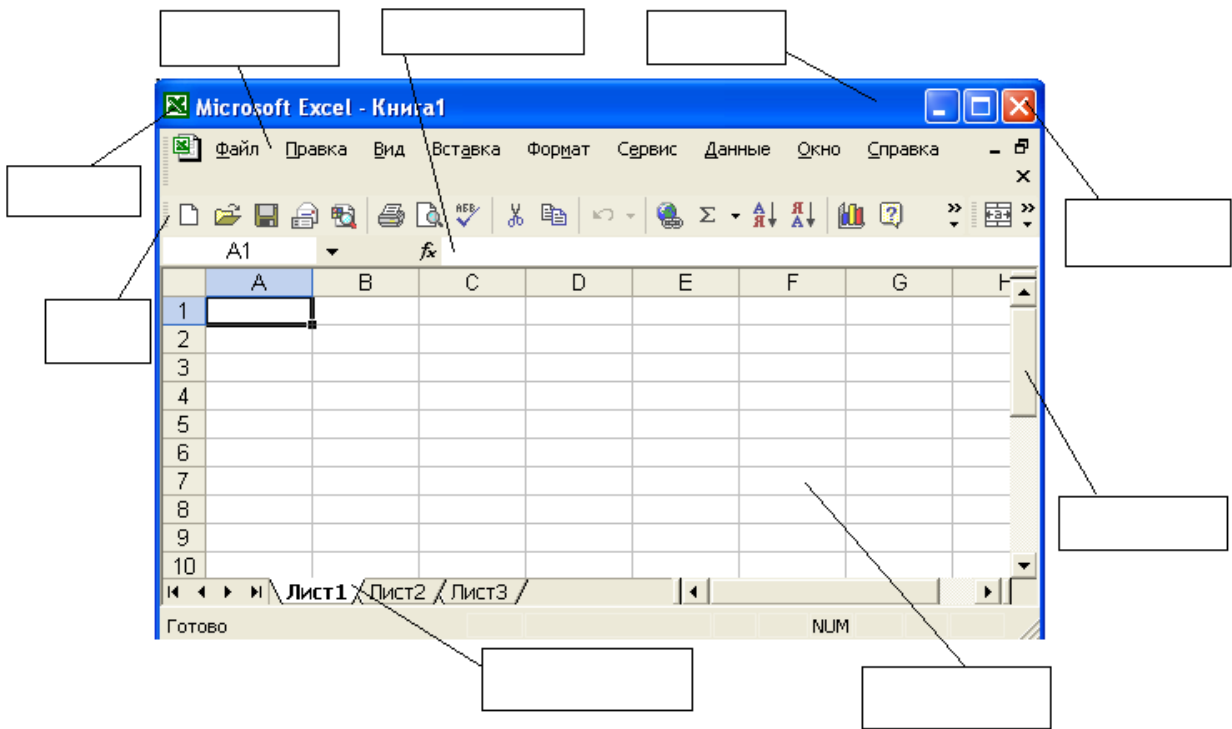 Microsoft Excel - Книга1
Файл Правка Вид Вставка Формат Сервис Данные Окно Справка
АБВ Σ А Я Я А a
A1 fx
A B C D E F G H
1
2
3
4
5
6
7
8
9
10
Лист1 Лист2 Лист3
Готово NUM